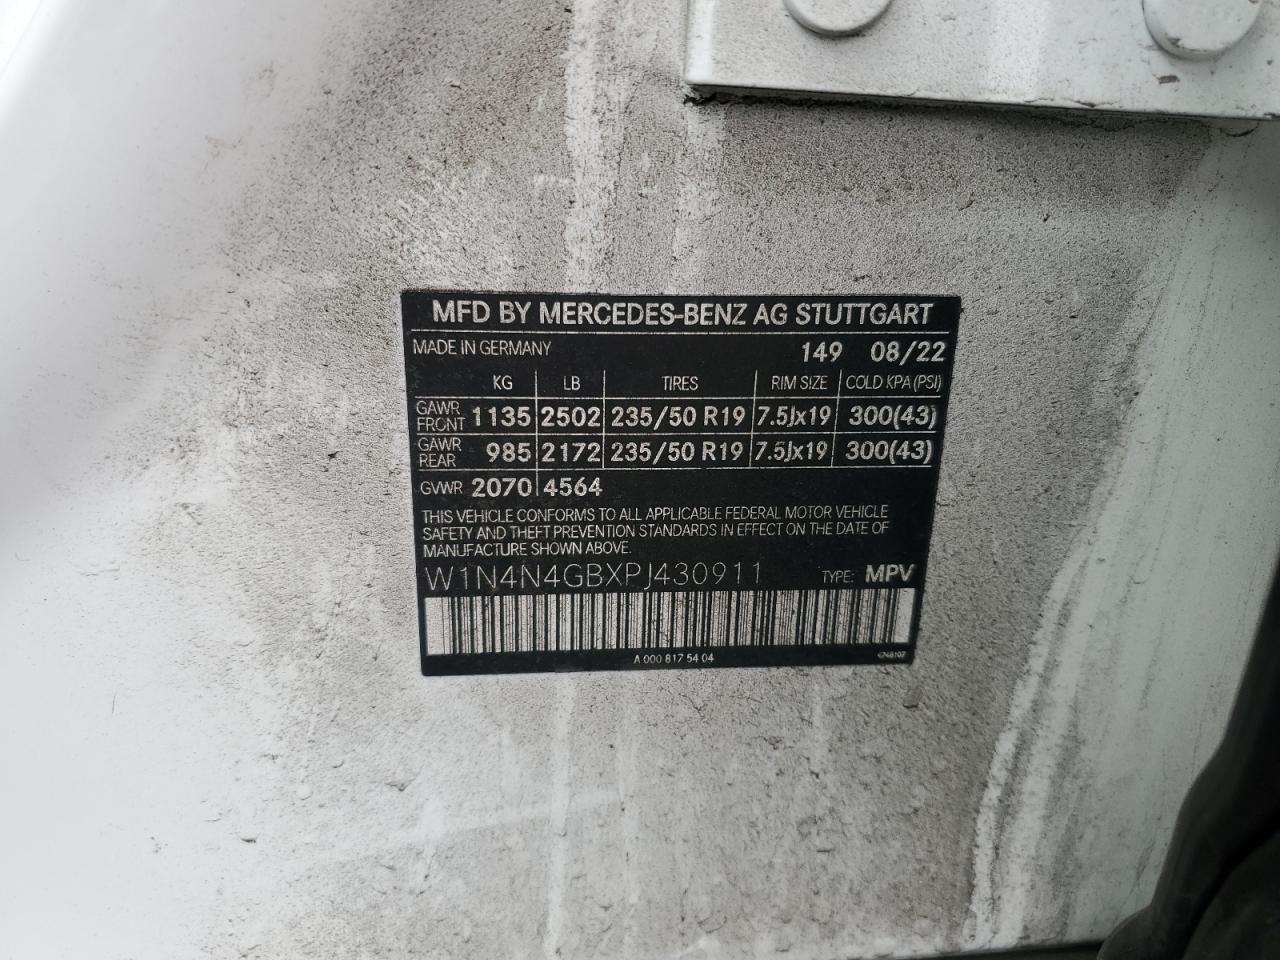 MFD BY MERCEDES-BENZ AG STUTTGART
MADE IN GERMANY 149 08/22
KG LB TIRES RIM SIZE COLD KPA (PSI)
GAWR FRONT 1135 2502 235/50 R19 7.5Jx19 300(43)
GAWR REAR 985 2172 235/50 R19 7.5Jx19 300(43)
GVWR 2070 4564
THIS VEHICLE CONFORMS TO ALL APPLICABLE FEDERAL MOTOR VEHICLE
SAFETY AND THEFT PREVENTION STANDARDS IN EFFECT ON THE DATE OF
MANUFACTURE SHOWN ABOVE.
W1N4N4GBXPJ430911 TYPE: MPV
A 000 817 54 04